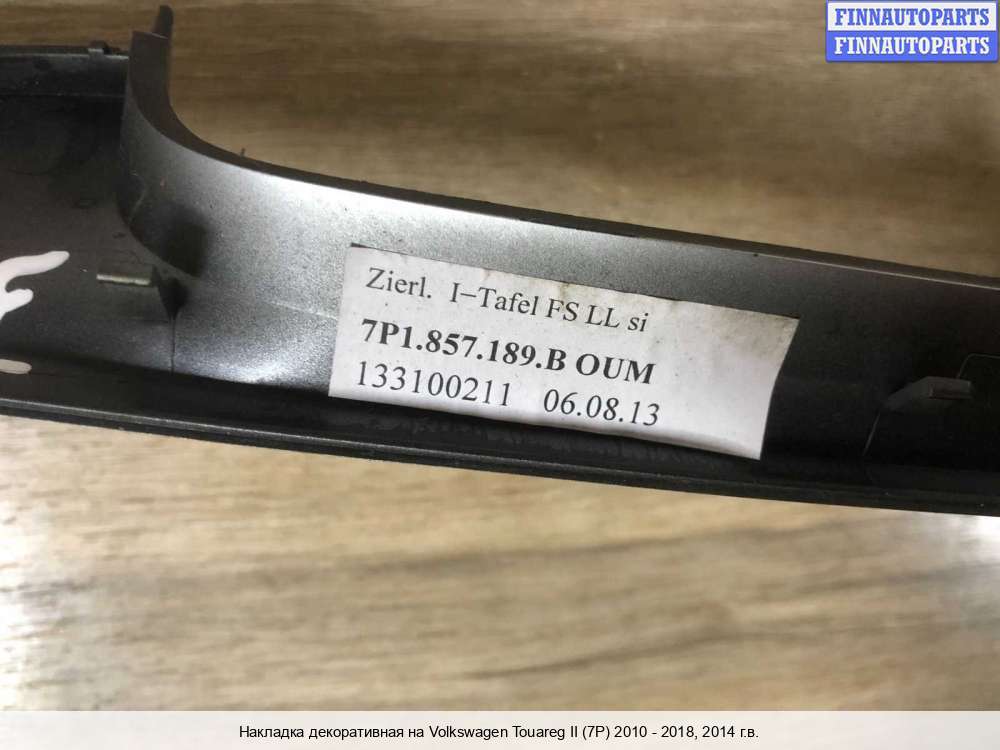 FINNAUTOPARTS
FINNAUTOPARTS
Zierl. I-Tafel FS LL si
7P1.857.189.B OUM
133100211 06.08.13
Накладка декоративная на Volkswagen Touareg II (7P) 2010 - 2018, 2014 г.в.